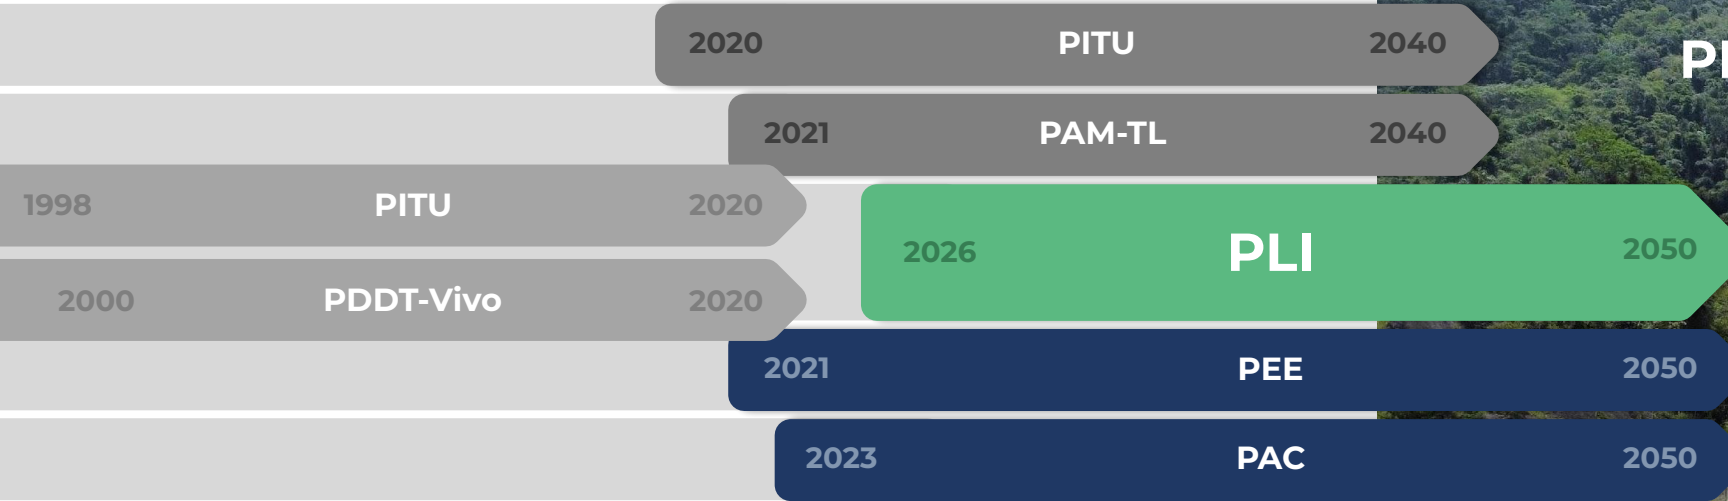 2020 PITU 2040
2021 PAM-TL 2040
1998 PITU 2020
2026 PLI 2050
2000 PDDT-Vivo 2020
2021 PEE 2050
2023 PAC 2050